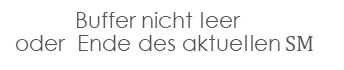 Buffer nicht leer
oder Ende des aktuellen SM